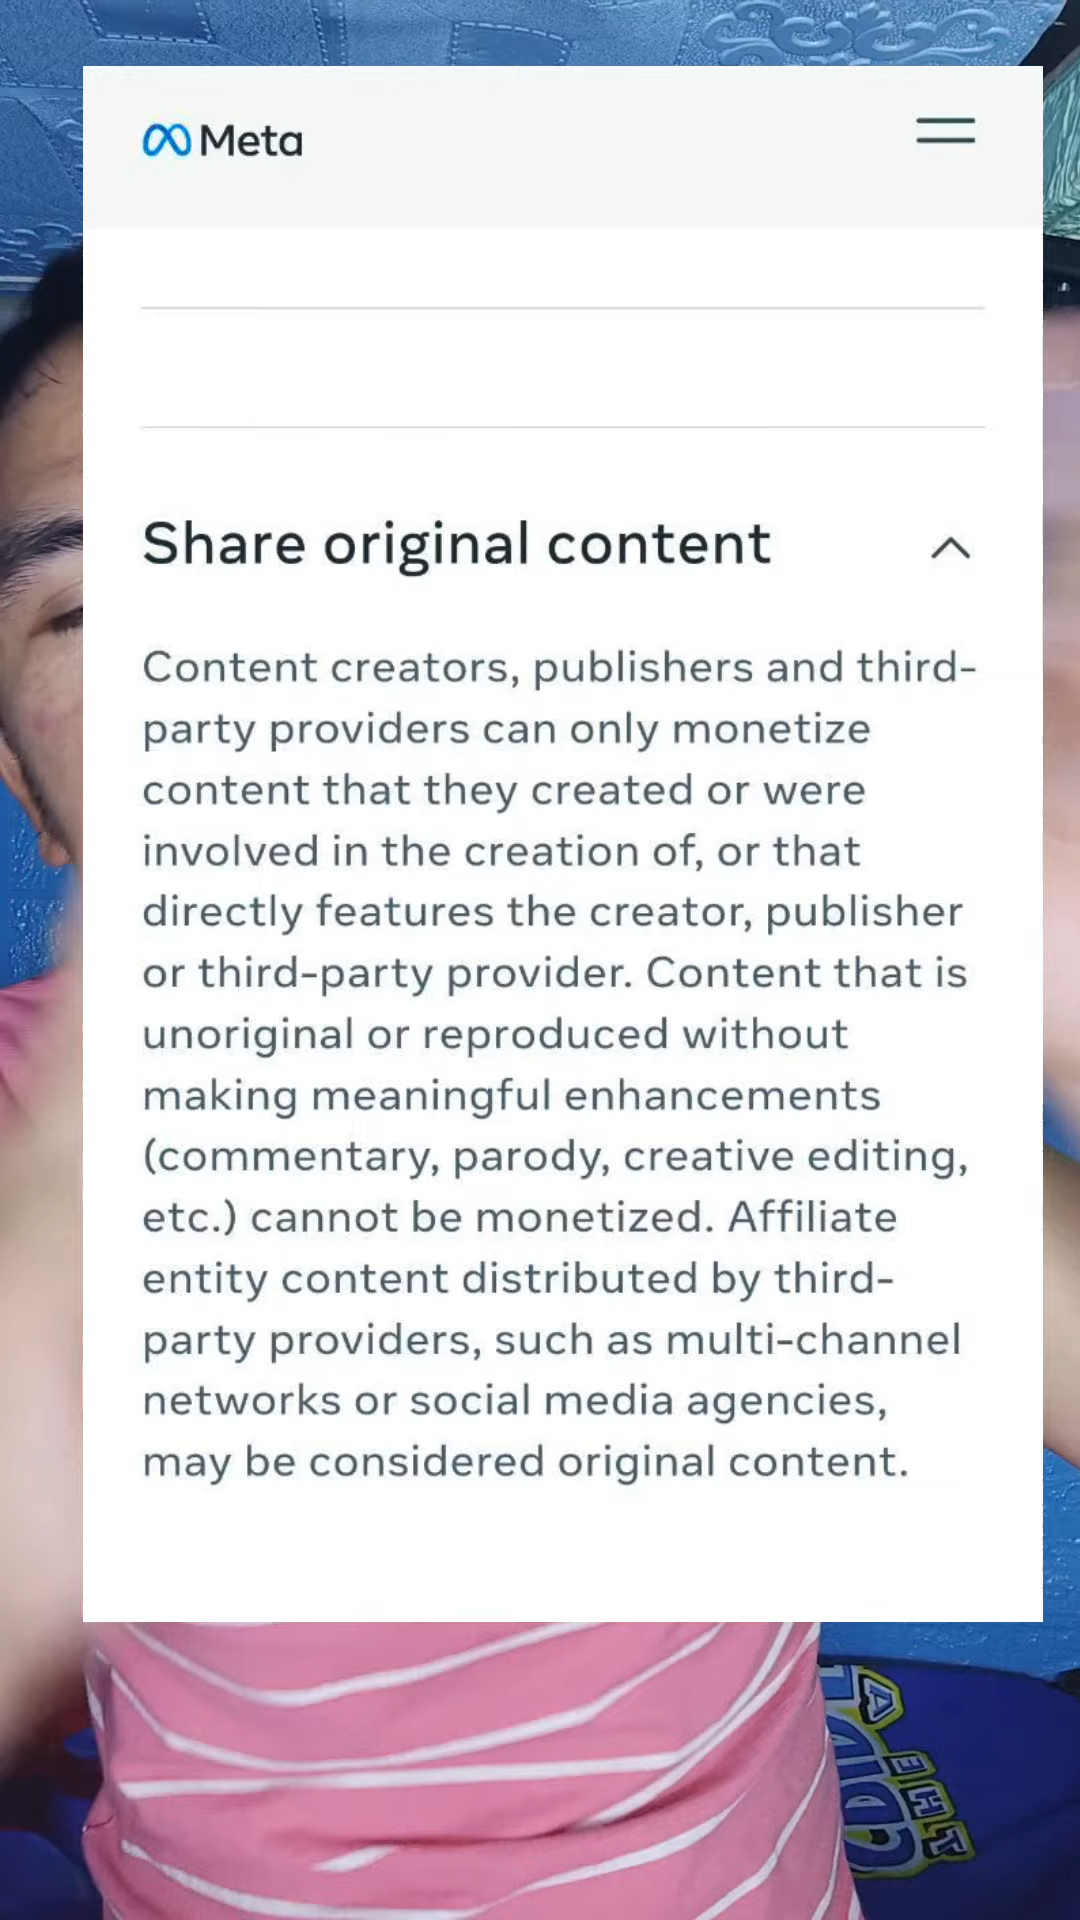 Meta
Share original content
Content creators, publishers and third-
party providers can only monetize
content that they created or were
involved in the creation of, or that
directly features the creator, publisher
or third-party provider. Content that is
unoriginal or reproduced without
making meaningful enhancements
(commentary, parody, creative editing,
etc.) cannot be monetized. Affiliate
entity content distributed by third-
party providers, such as multi-channel
networks or social media agencies,
may be considered original content.
THE